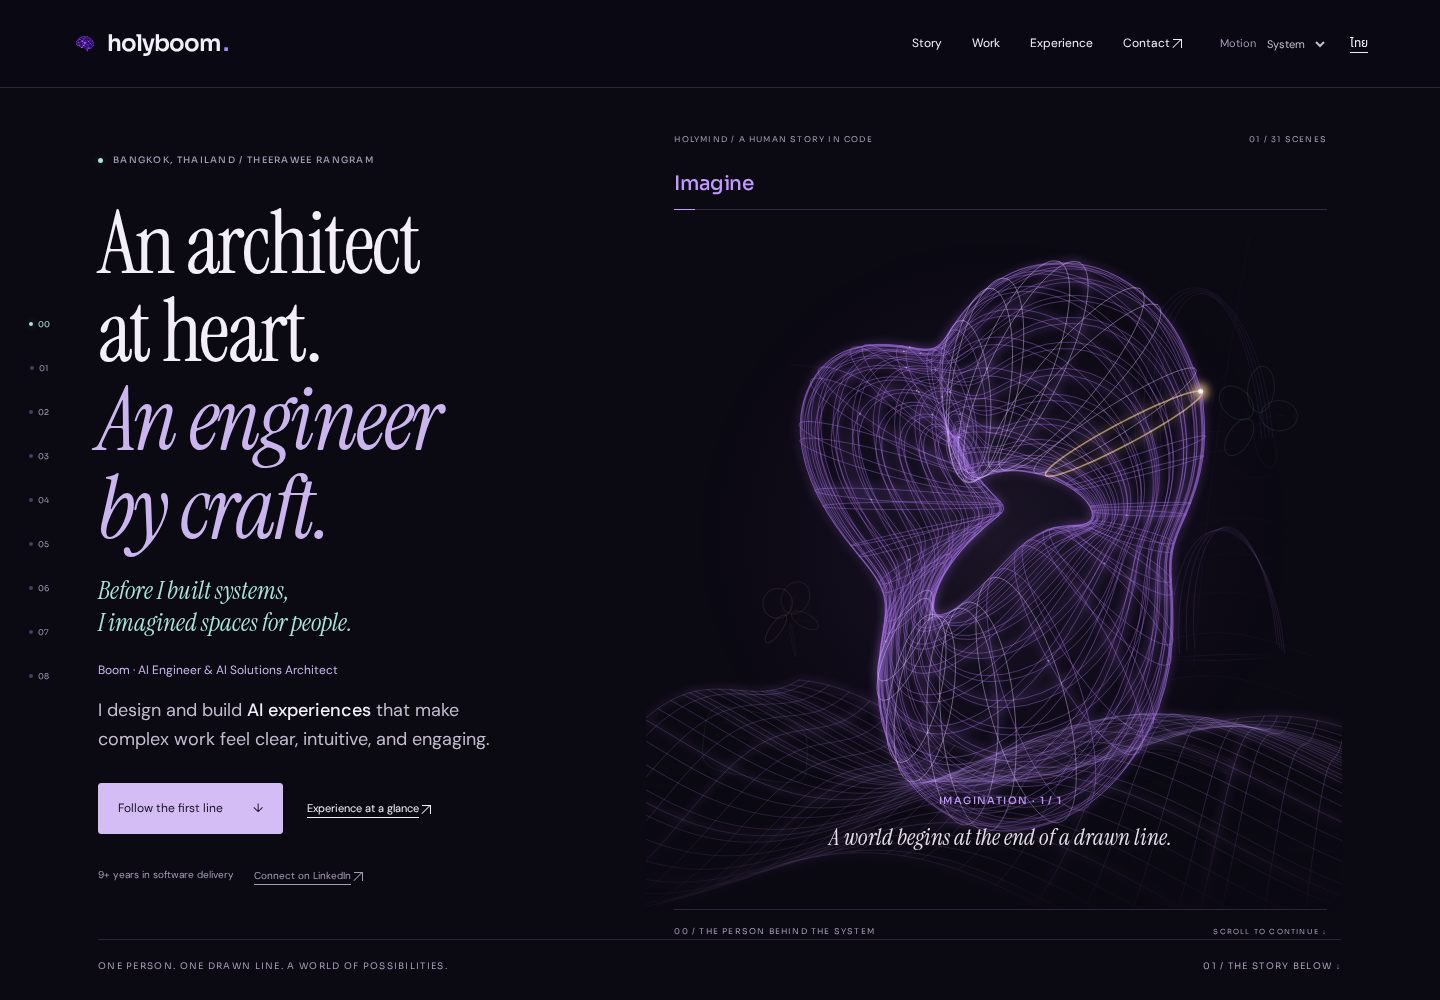 holyboom.
Story
Work
Experience
Contact
Motion
System
ไทย
BANGKOK, THAILAND / THEERAWEE RANGRAM
An architect
at heart.
An engineer
by craft.
Before I built systems,
I imagined spaces for people.
Boom · AI Engineer & AI Solutions Architect
I design and build AI experiences that make
complex work feel clear, intuitive, and engaging.
Follow the first line ↓
Experience at a glance
9+ years in software delivery
Connect on LinkedIn
00
01
02
03
04
05
06
07
08
HOLYMIND / A HUMAN STORY IN CODE
01 / 31 SCENES
Imagine
IMAGINATION · 1 / 1
A world begins at the end of a drawn line.
00 / THE PERSON BEHIND THE SYSTEM
SCROLL TO CONTINUE ↓
ONE PERSON. ONE DRAWN LINE. A WORLD OF POSSIBILITIES.
01 / THE STORY BELOW ↓